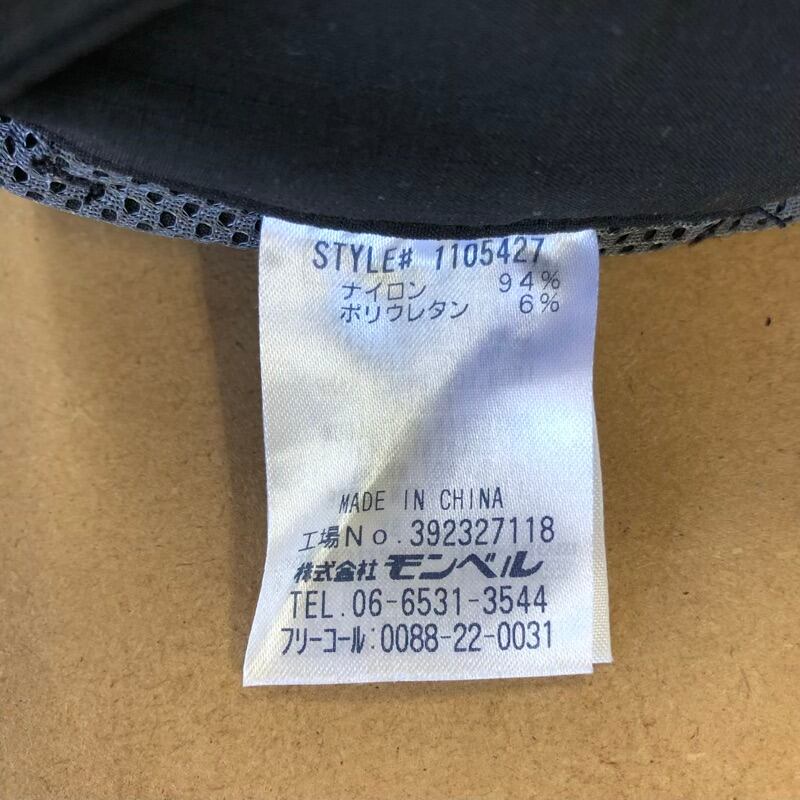 STYLE# 1105427
ナイロン 94%
ポリウレタン 6%
MADE IN CHINA
工場No.392327118
株式会社 モンベル
TEL.06-6531-3544
フリーコール:0088-22-0031